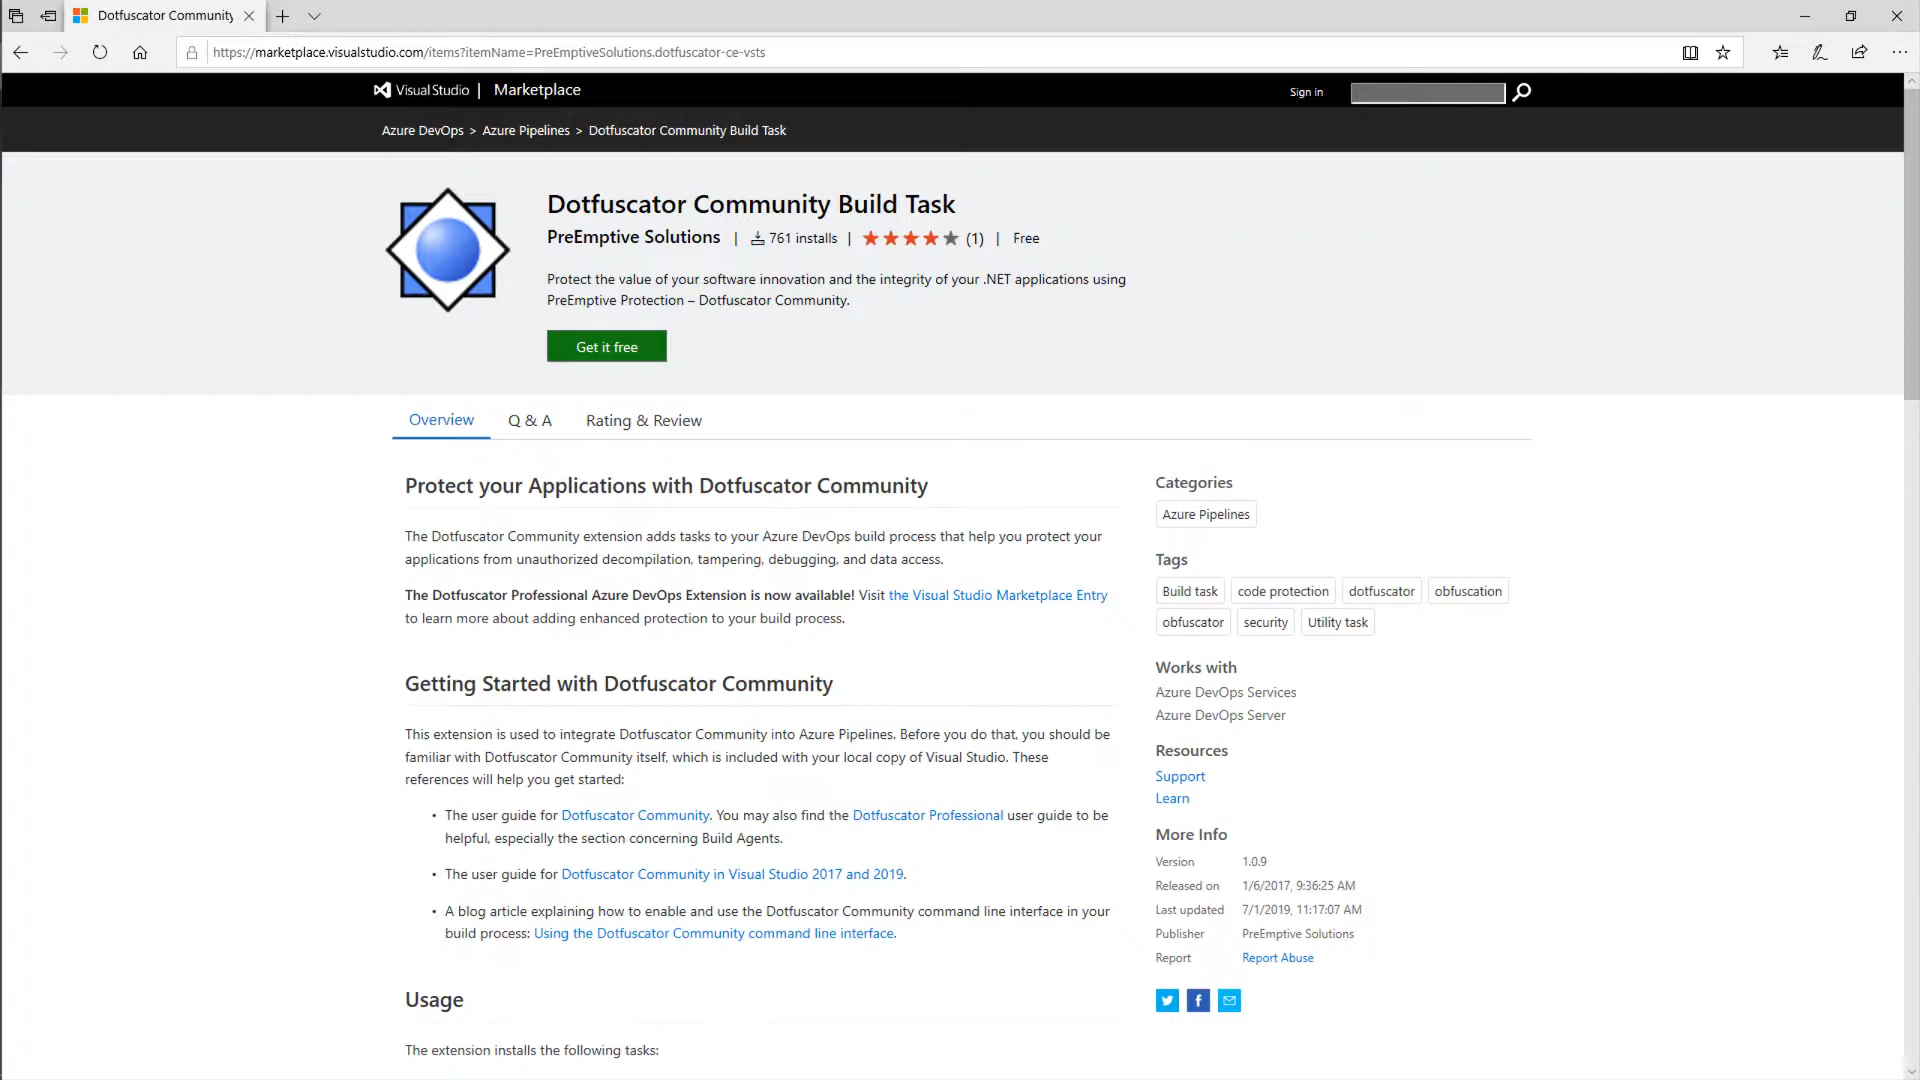 Dotfuscator Community
https://marketplace.visualstudio.com/items?itemName=PreEmptiveSolutions.dotfuscator-ce-vsts
Visual Studio | Marketplace
Sign in
Azure DevOps > Azure Pipelines > Dotfuscator Community Build Task
Dotfuscator Community Build Task
PreEmptive Solutions | 761 installs | (1) | Free
Protect the value of your software innovation and the integrity of your .NET applications using
PreEmptive Protection – Dotfuscator Community.
Get it free
Overview Q & A Rating & Review
Protect your Applications with Dotfuscator Community
The Dotfuscator Community extension adds tasks to your Azure DevOps build process that help you protect your
applications from unauthorized decompilation, tampering, debugging, and data access.
The Dotfuscator Professional Azure DevOps Extension is now available! Visit the Visual Studio Marketplace Entry
to learn more about adding enhanced protection to your build process.
Getting Started with Dotfuscator Community
This extension is used to integrate Dotfuscator Community into Azure Pipelines. Before you do that, you should be
familiar with Dotfuscator Community itself, which is included with your local copy of Visual Studio. These
references will help you get started:
• The user guide for Dotfuscator Community. You may also find the Dotfuscator Professional user guide to be
helpful, especially the section concerning Build Agents.
• The user guide for Dotfuscator Community in Visual Studio 2017 and 2019.
• A blog article explaining how to enable and use the Dotfuscator Community command line interface in your
build process: Using the Dotfuscator Community command line interface.
Usage
The extension installs the following tasks:
Categories
Azure Pipelines
Tags
Build task code protection dotfuscator obfuscation
obfuscator security Utility task
Works with
Azure DevOps Services
Azure DevOps Server
Resources
Support
Learn
More Info
Version 1.0.9
Released on 1/6/2017, 9:36:25 AM
Last updated 7/1/2019, 11:17:07 AM
Publisher PreEmptive Solutions
Report Report Abuse